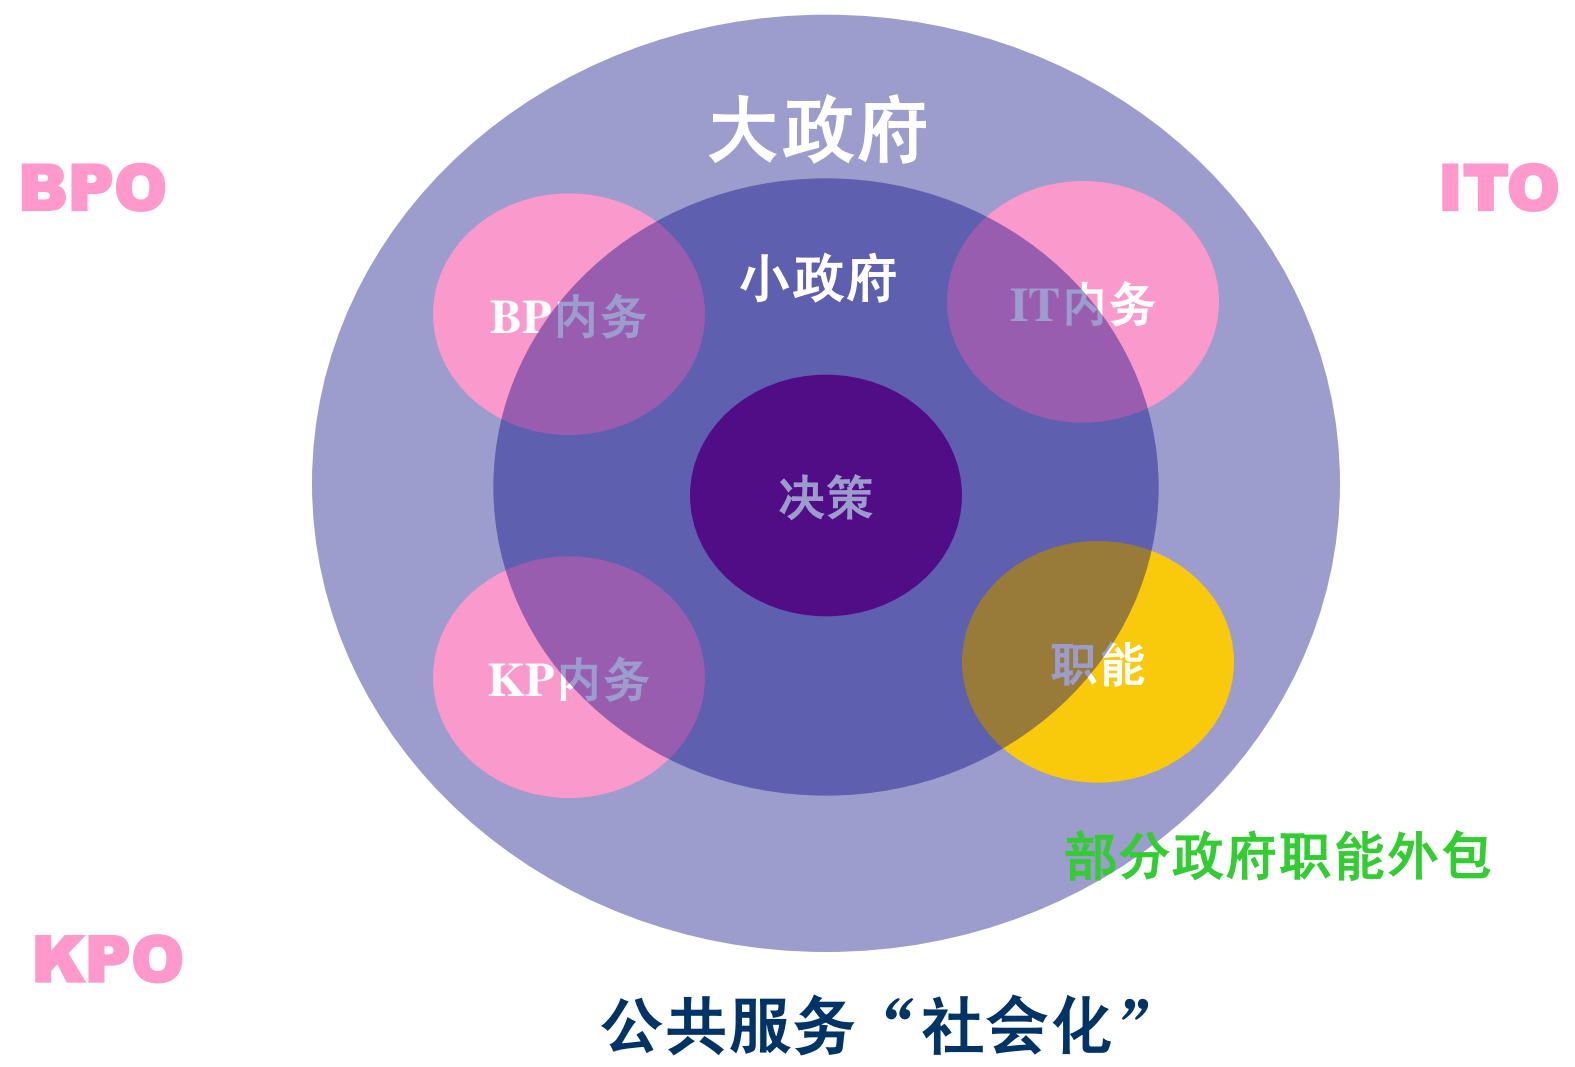 大政府
BPO
ITO
小政府
BP内务
IT内务
决策
KP内务
职能
部分政府职能外包
KPO
公共服务“社会化”